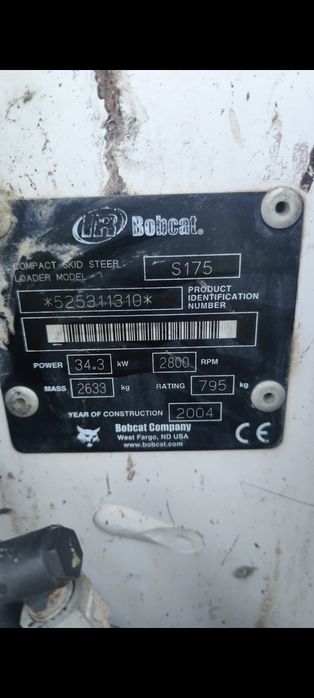 IR Bobcat®
COMPACT SKID STEER
LOADER MODEL S175
*525311310* PRODUCT IDENTIFICATION NUMBER
POWER 34.3 kW 2800 RPM
MASS 2633 kg RATING 795 kg
YEAR OF CONSTRUCTION 2004
Bobcat Company
West Fargo, ND USA
www.bobcat.com
CE